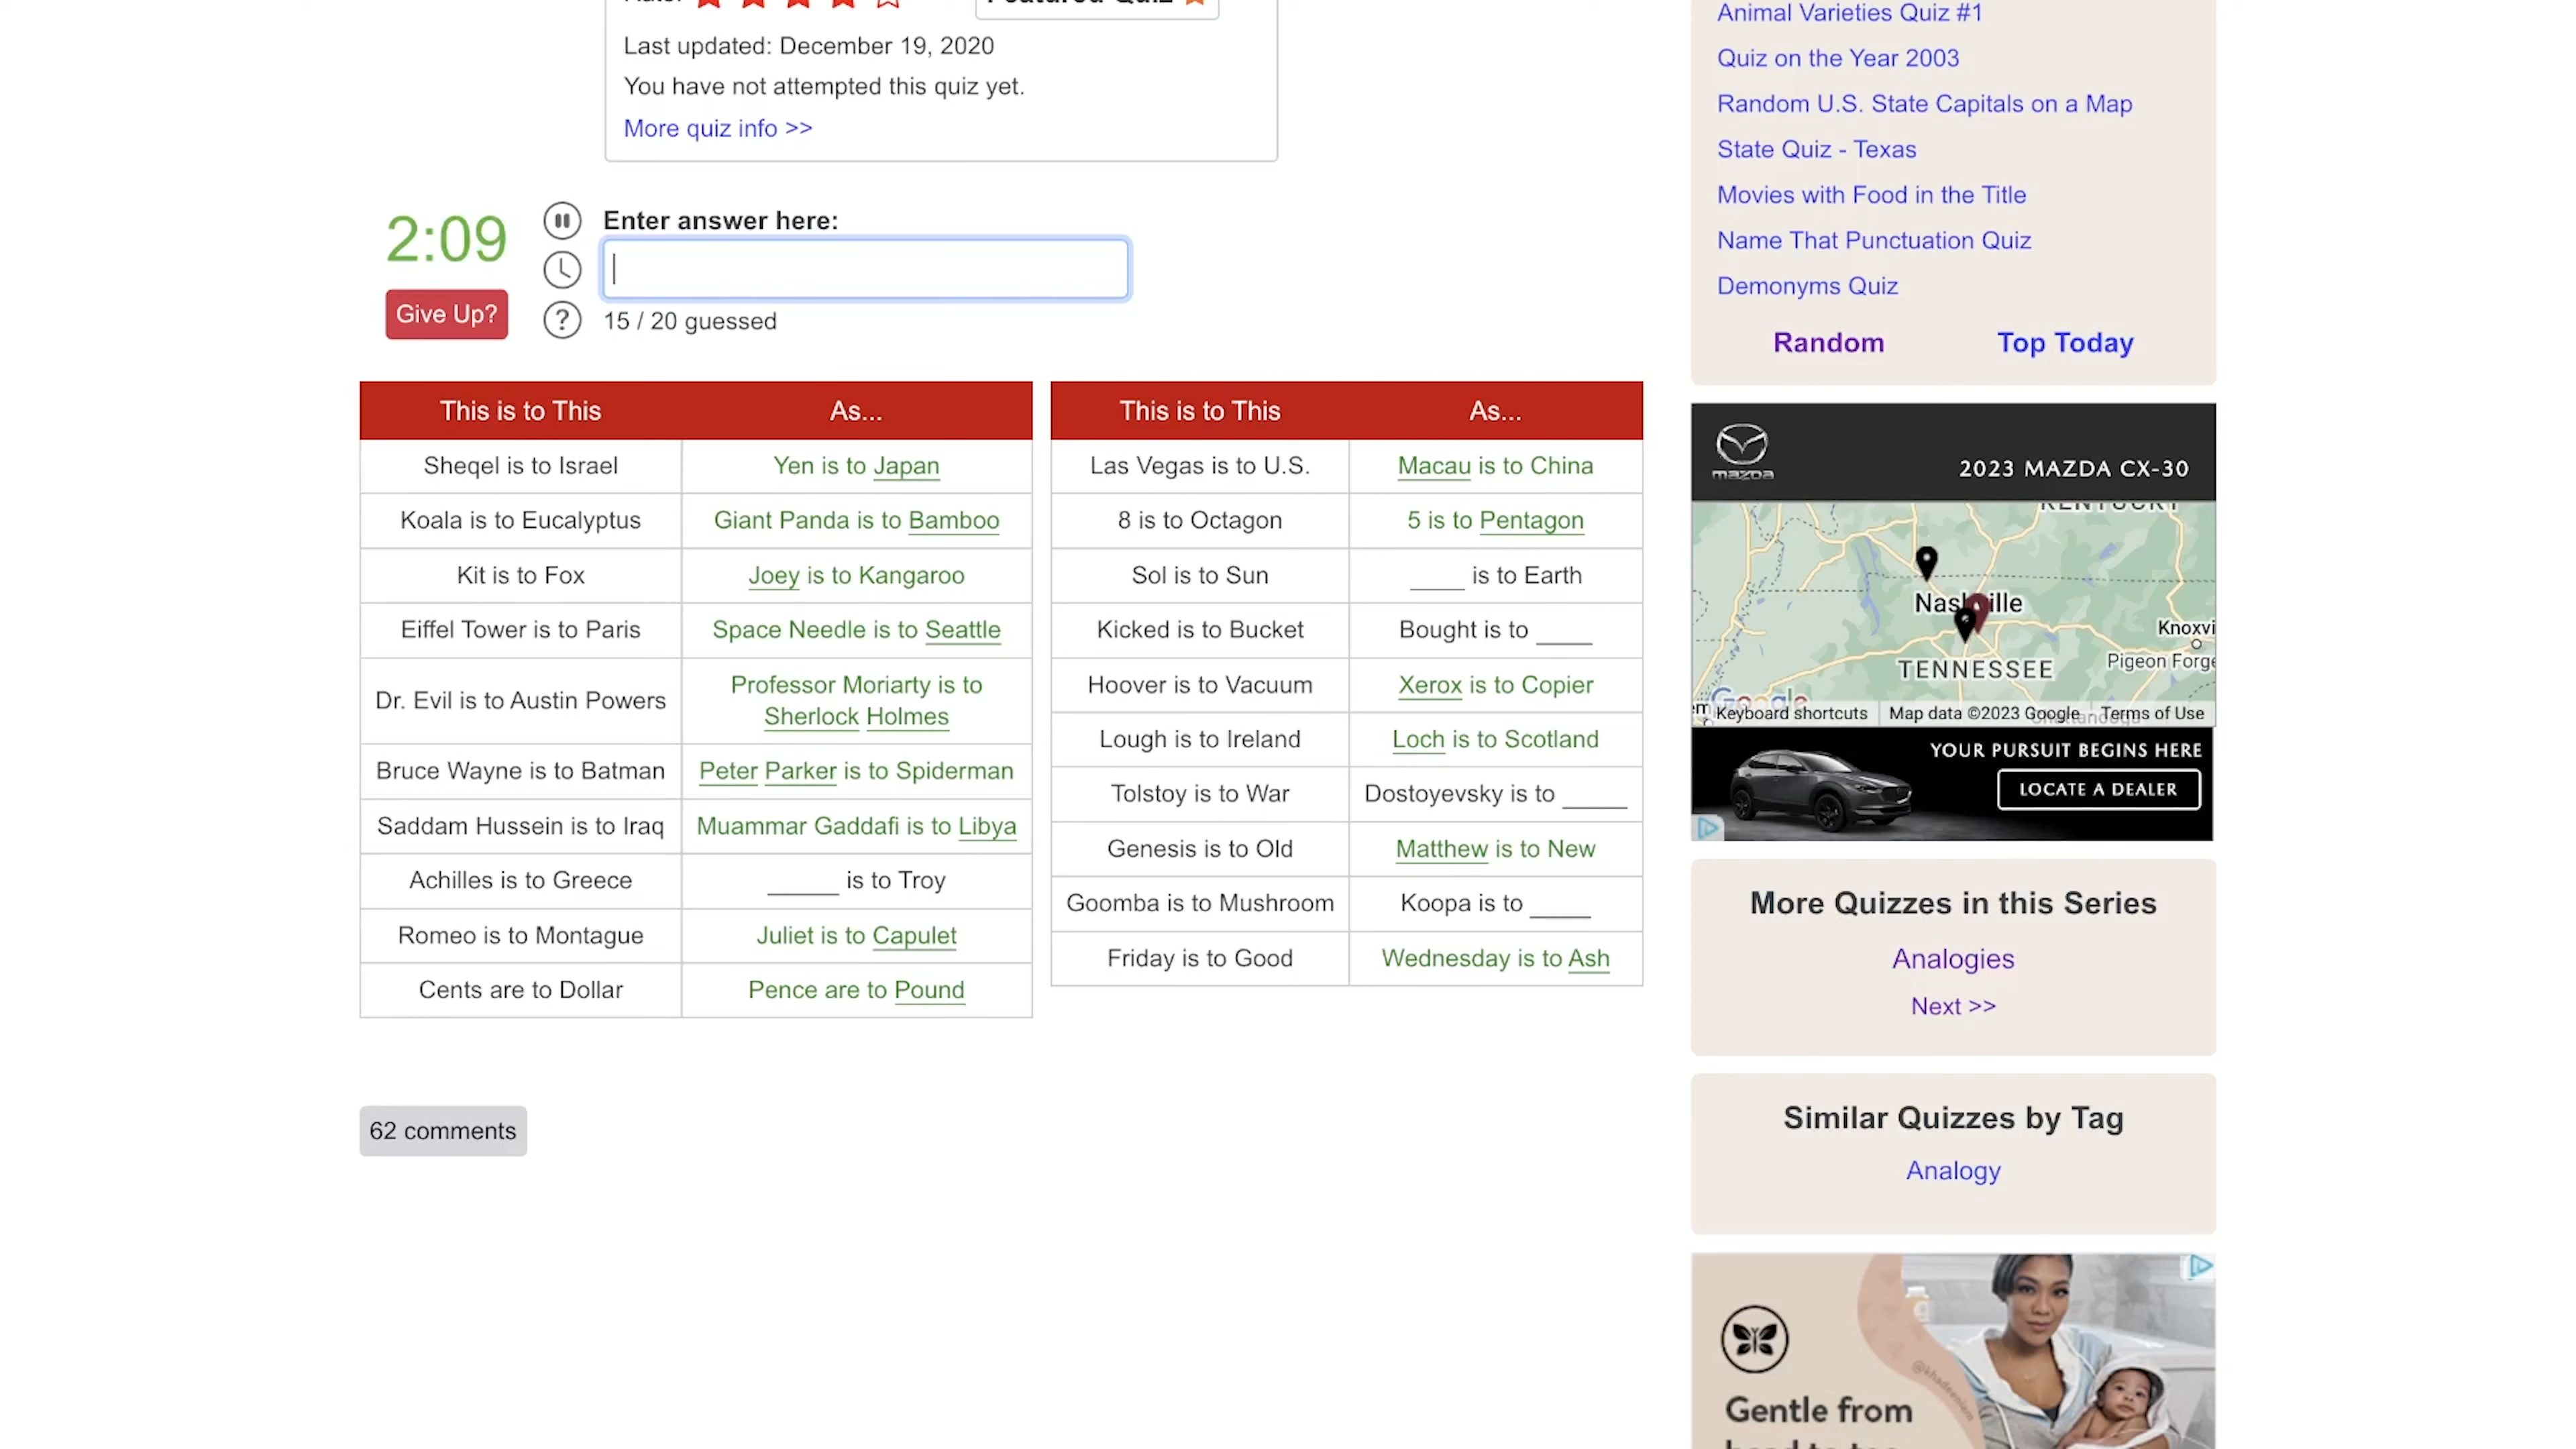 Last updated: December 19, 2020
You have not attempted this quiz yet.
More quiz info >>
2:09
Enter answer here:
Give Up?
?
15 / 20 guessed
This is to This As...
Sheqel is to Israel Yen is to Japan
Koala is to Eucalyptus Giant Panda is to Bamboo
Kit is to Fox Joey is to Kangaroo
Eiffel Tower is to Paris Space Needle is to Seattle
Dr. Evil is to Austin Powers Professor Moriarty is to
Sherlock Holmes
Bruce Wayne is to Batman Peter Parker is to Spiderman
Saddam Hussein is to Iraq Muammar Gaddafi is to Libya
Achilles is to Greece _____ is to Troy
Romeo is to Montague Juliet is to Capulet
Cents are to Dollar Pence are to Pound
This is to This As...
Las Vegas is to U.S. Macau is to China
8 is to Octagon 5 is to Pentagon
Sol is to Sun ____ is to Earth
Kicked is to Bucket Bought is to ____
Hoover is to Vacuum Xerox is to Copier
Lough is to Ireland Loch is to Scotland
Tolstoy is to War Dostoyevsky is to _____
Genesis is to Old Matthew is to New
Goomba is to Mushroom Koopa is to ____
Friday is to Good Wednesday is to Ash
62 comments
Animal Varieties Quiz #1
Quiz on the Year 2003
Random U.S. State Capitals on a Map
State Quiz - Texas
Movies with Food in the Title
Name That Punctuation Quiz
Demonyms Quiz
Random Top Today
mazda
2023 MAZDA CX-30
KENTUCKY
Nashville
Knoxvi
TENNESSEE
Pigeon Forge
Google
Keyboard shortcuts Map data ©2023 Google Terms of Use
YOUR PURSUIT BEGINS HERE
LOCATE A DEALER
More Quizzes in this Series
Analogies
Next >>
Similar Quizzes by Tag
Analogy
Gentle from